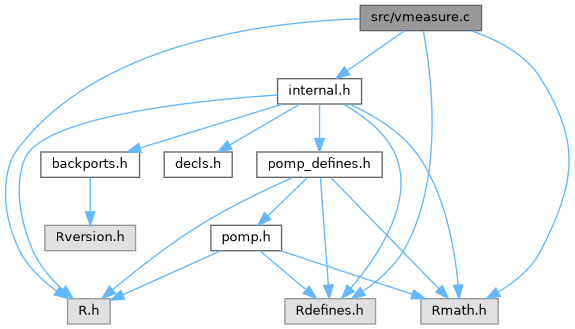 src/vmeasure.c
internal.h
backports.h
decls.h
pomp_defines.h
Rversion.h
pomp.h
R.h
Rdefines.h
Rmath.h